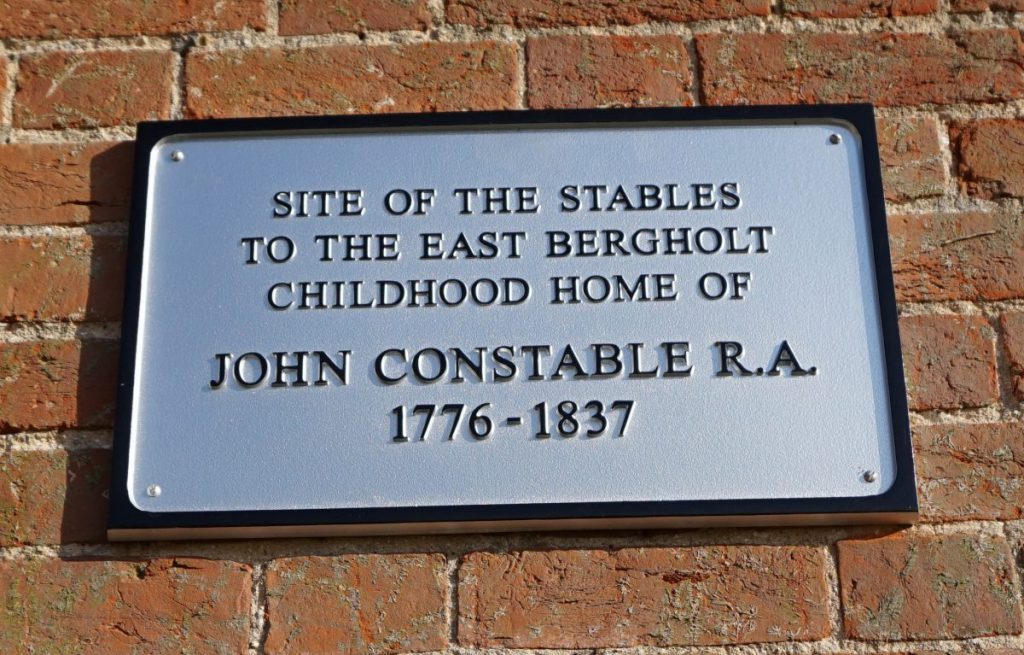 SITE OF THE STABLES
TO THE EAST BERGHOLT
CHILDHOOD HOME OF
JOHN CONSTABLE R.A.
1776-1837